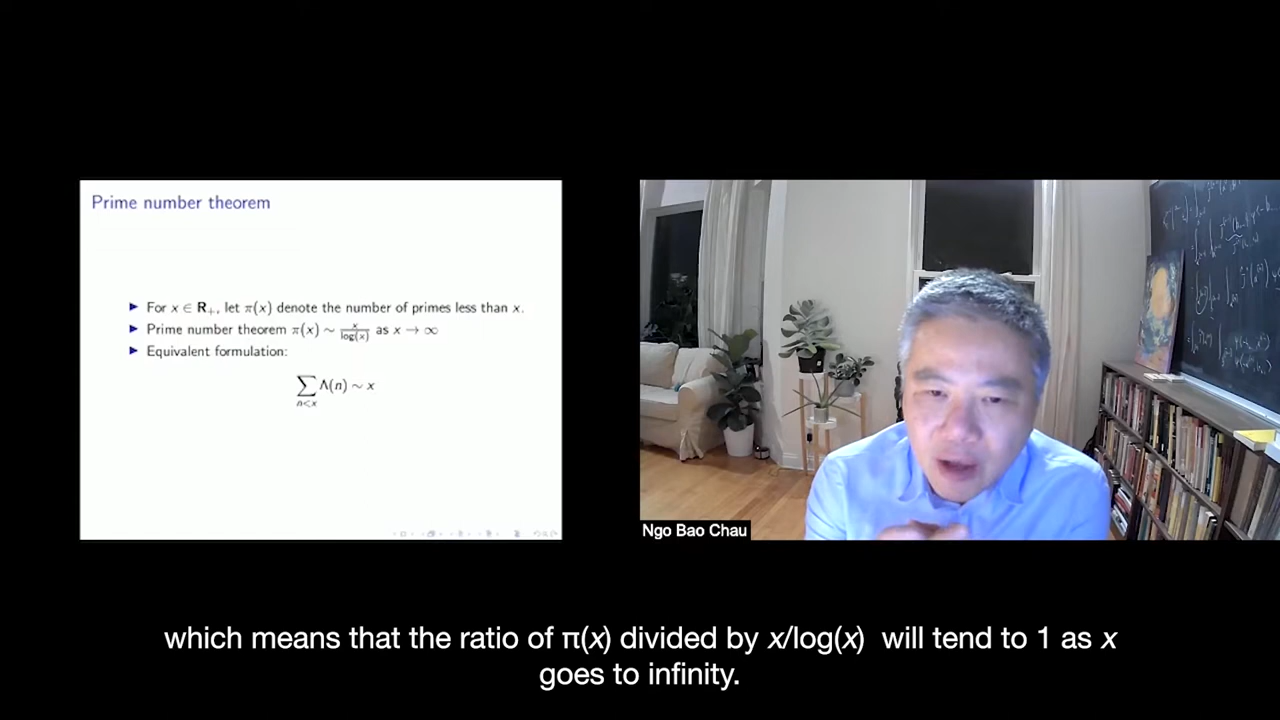 Prime number theorem
▶ For x ∈ R₊, let π(x) denote the number of primes less than x.
▶ Prime number theorem π(x) ∼ x/log(x) as x → ∞
▶ Equivalent formulation:
∑_{n<x} Λ(n) ∼ x
Ngo Bao Chau
which means that the ratio of π(x) divided by x/log(x) will tend to 1 as x
goes to infinity.